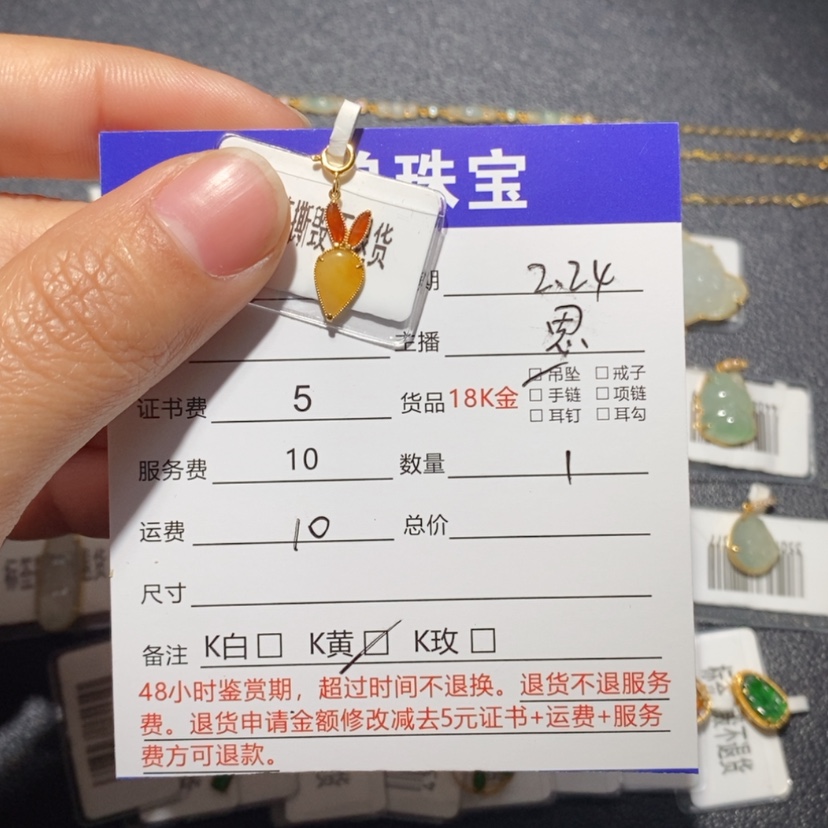 珠宝
撕毁 退货
期 2.24
主播 恩
证书费 5 货品 18K金 吊坠 戒子
手链 项链
耳钉 耳勾
服务费 10 数量 1
运费 10 总价
尺寸
备注 K白 K黄 K玫
48小时鉴赏期，超过时间不退换。退货不退服务
费。退货申请金额修改减去5元证书+运费+服务
费方可退款。